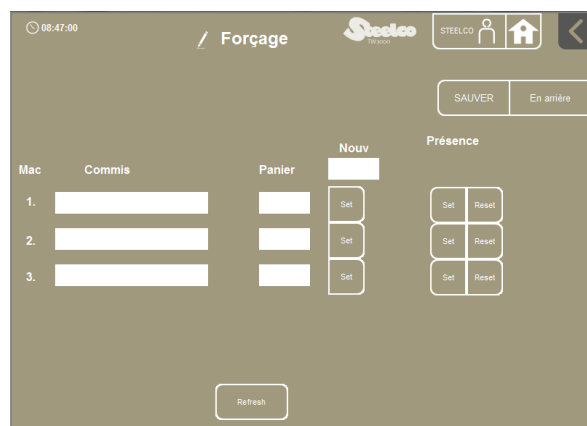 08:47:00
Forçage
Steelco
TW3000
STEELCO
SAUVER
En arrière
Mac
Commis
Panier
Nouv
Présence
1.
Set
Set
Reset
2.
Set
Set
Reset
3.
Set
Set
Reset
Refresh